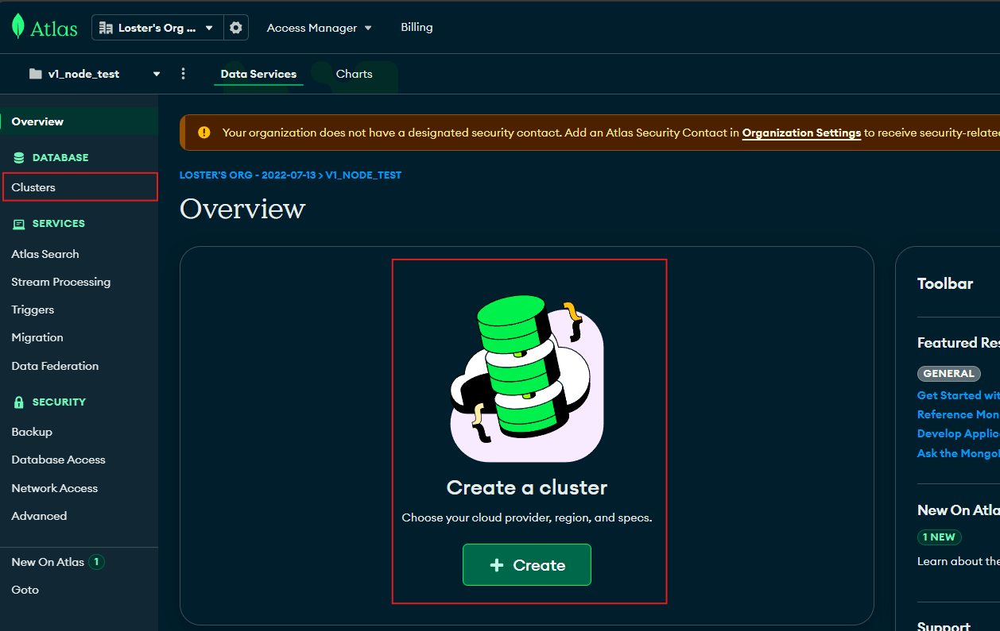 Atlas
Loster's Org ...
Access Manager
Billing
v1_node_test
Data Services
Charts
Overview
DATABASE
Clusters
SERVICES
Atlas Search
Stream Processing
Triggers
Migration
Data Federation
SECURITY
Backup
Database Access
Network Access
Advanced
New On Atlas 1
Goto
Your organization does not have a designated security contact. Add an Atlas Security Contact in Organization Settings to receive security-related
LOSTER'S ORG - 2022-07-13 > V1_NODE_TEST
Overview
Create a cluster
Choose your cloud provider, region, and specs.
+ Create
Toolbar
Featured Res
GENERAL
Get Started wit
Reference Mon
Develop Applic
Ask the Mongo
New On Atla
1 NEW
Learn about the
Support